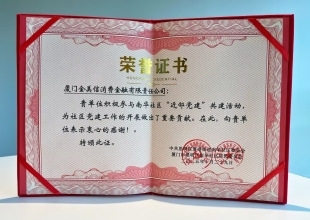 荣誉证书
厦门金美信消费金融有限责任公司：
贵单位积极参与南华社区“近邻党建”共建活动，
为社区党建工作的开展做出了重要贡献。在此，向贵
单位表示衷心的感谢！。
特颁此证。